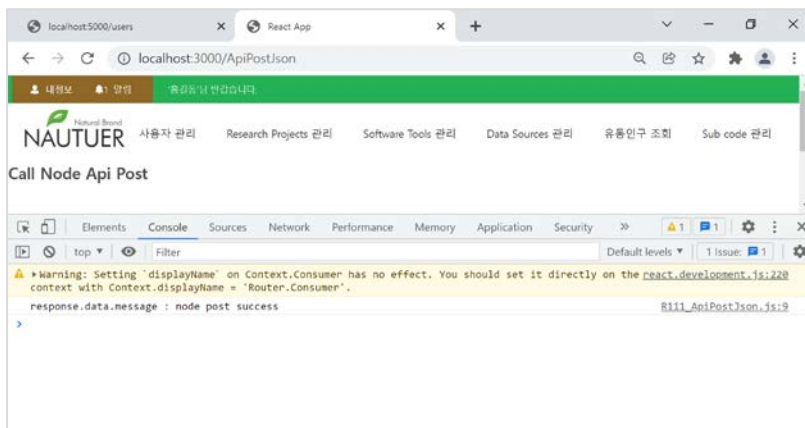 localhost:5000/users
React App
localhost:3000/ApiPostJson
내정보 1 알림 '홍길동'님 반갑습니다.
Natural Brand
NAUTUER
사용자 관리 Research Projects 관리 Software Tools 관리 Data Sources 관리 유통인구 조회 Sub code 관리
Call Node Api Post
Elements Console Sources Network Performance Memory Application Security » 1 1
top Filter Default levels 1 Issue: 1
Warning: Setting `displayName` on Context.Consumer has no effect. You should set it directly on the react.development.js:220
context with Context.displayName = 'Router.Consumer'.
response.data.message : node post success R111_ApiPostJson.js:9